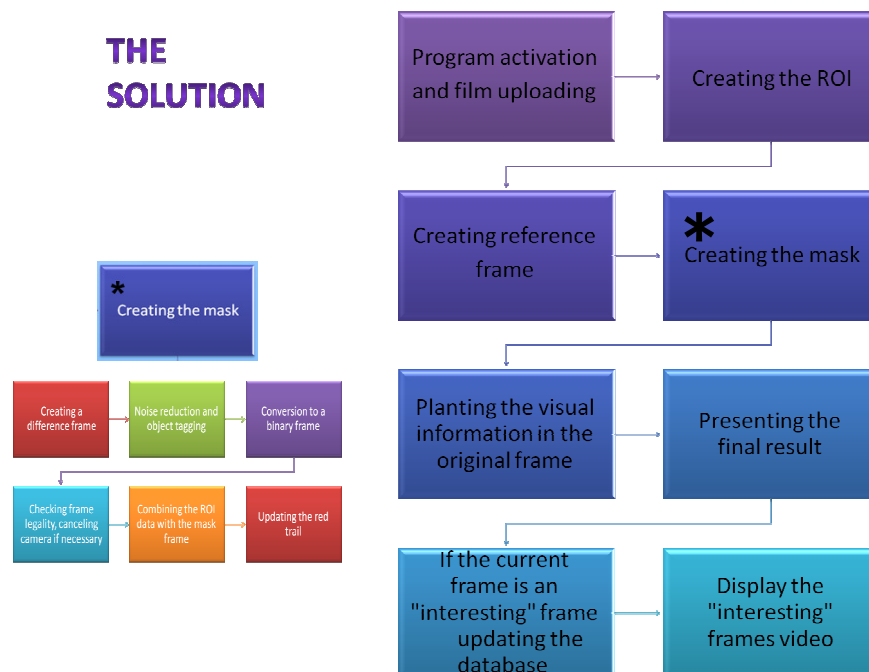 THE
SOLUTION
Program activation
and film uploading
Creating the ROI
Creating reference
frame
*
Creating the mask
Planting the visual
information in the
original frame
Presenting the
final result
If the current
frame is an
"interesting" frame
updating the
database
Display the
"interesting"
frames video
*
Creating the mask
Creating a
difference frame
Noise reduction and
object tagging
Conversion to a
binary frame
Checking frame
legality, canceling
camera if necessary
Combining the ROI
data with the mask
frame
Updating the red
trail